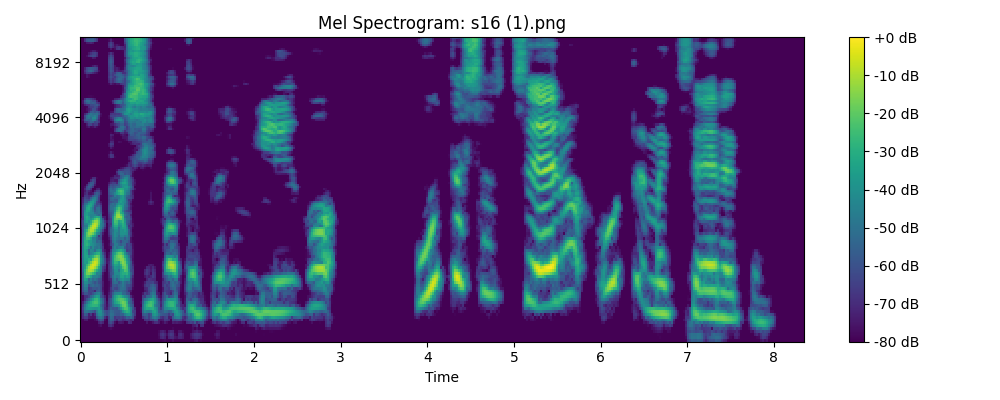 Mel Spectrogram: s16 (1).png
+0 dB
8192
-10 dB
4096
-20 dB
-30 dB
2048
Hz
-40 dB
1024
-50 dB
512
-60 dB
-70 dB
0
-80 dB
0 1 2 3 4 5 6 7 8
Time